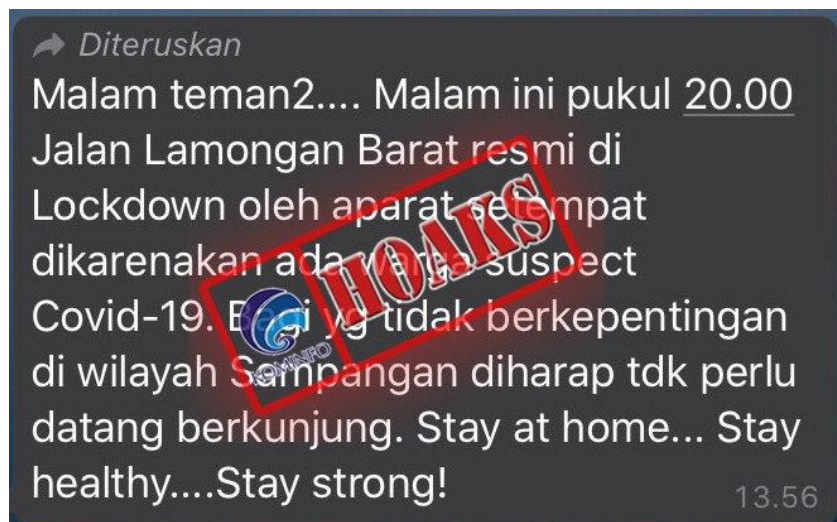 Diteruskan
Malam teman2.... Malam ini pukul 20.00
Jalan Lamongan Barat resmi di
Lockdown oleh aparat setempat
dikarenakan ada warga suspect
Covid-19. Bagi yg tidak berkepentingan
di wilayah Sampangan diharap tdk perlu
datang berkunjung. Stay at home... Stay
healthy....Stay strong!
13.56
HOAKS
KOMINFO